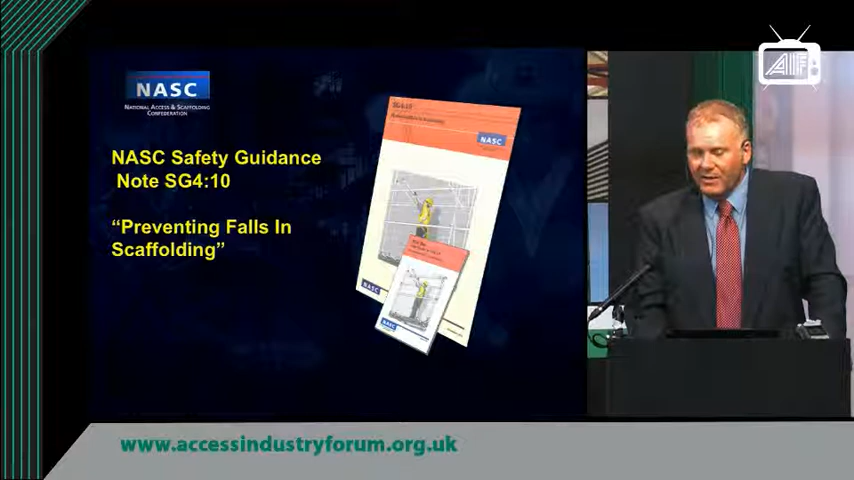 NASC
NATIONAL ACCESS & SCAFFOLDING
CONFEDERATION
NASC Safety Guidance
Note SG4:10
“Preventing Falls In
Scaffolding”
NASC
NASC
NASC
AIF
www.accessindustryforum.org.uk